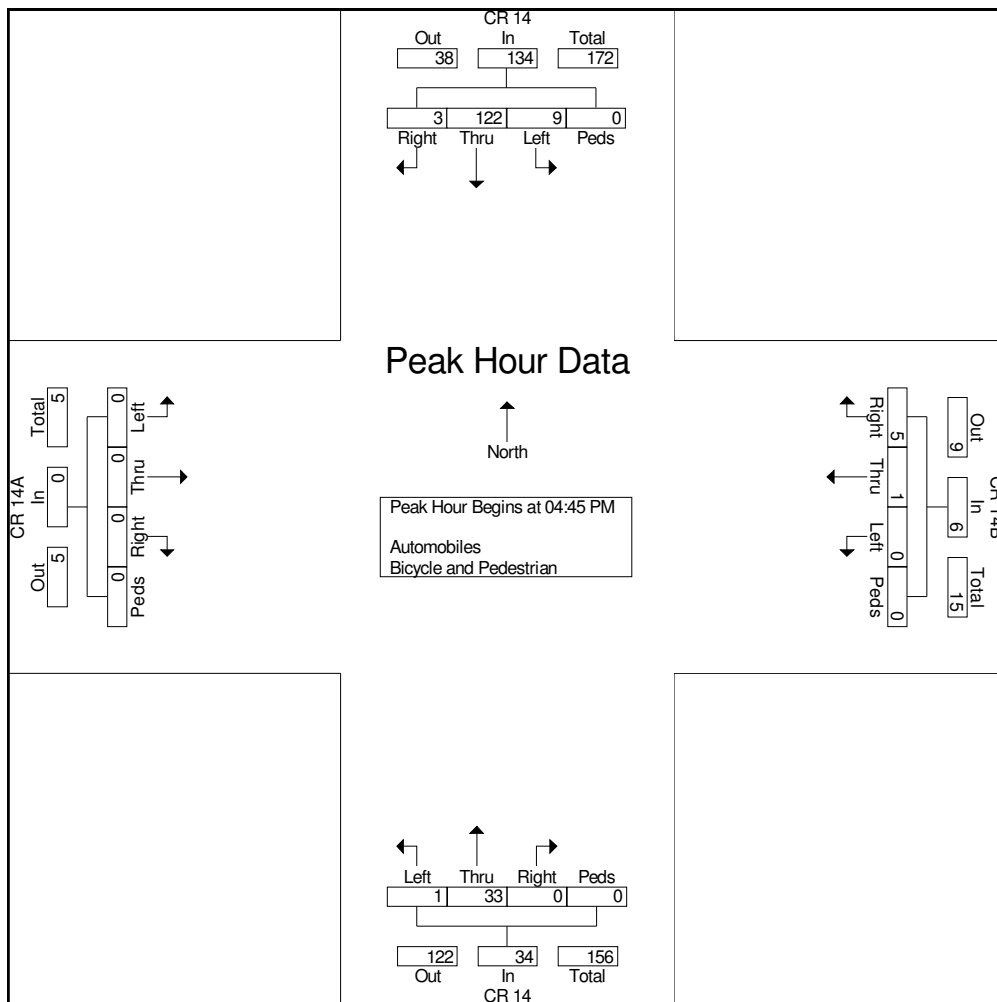 CR 14
Out In Total
38 134 172
3 122 9 0
Right Thru Left Peds
Peak Hour Data
North
Peak Hour Begins at 04:45 PM
Automobiles
Bicycle and Pedestrian
CR 14A
Out In Total
5 0 5
Left Thru Right Peds
0 0 0 0
CR 14B
Out In Total
9 6 15
Right Thru Left Peds
5 1 0 0
Left Thru Right Peds
1 33 0 0
122 34 156
Out In Total
CR 14